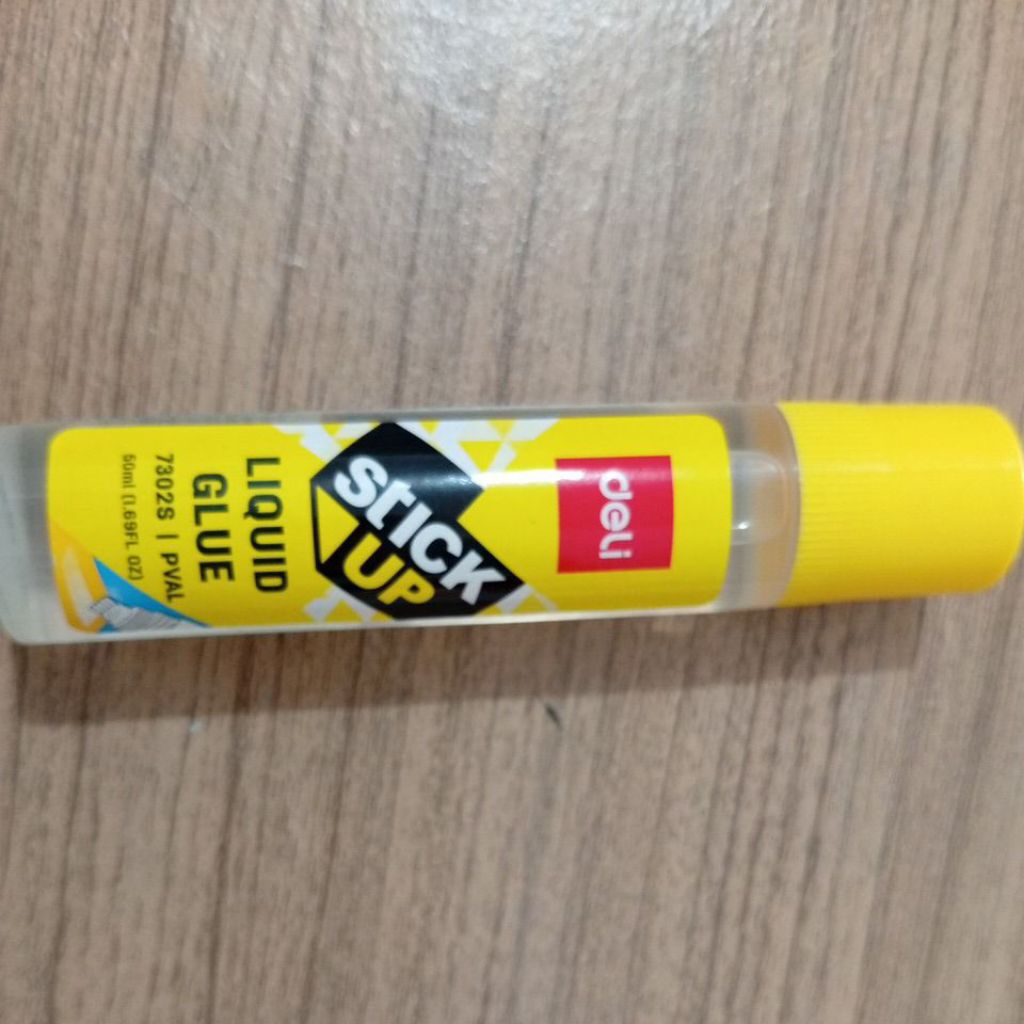 deli
Stick
UP
LIQUID
GLUE
7302S | PVAL
50ml (1.69FL OZ)